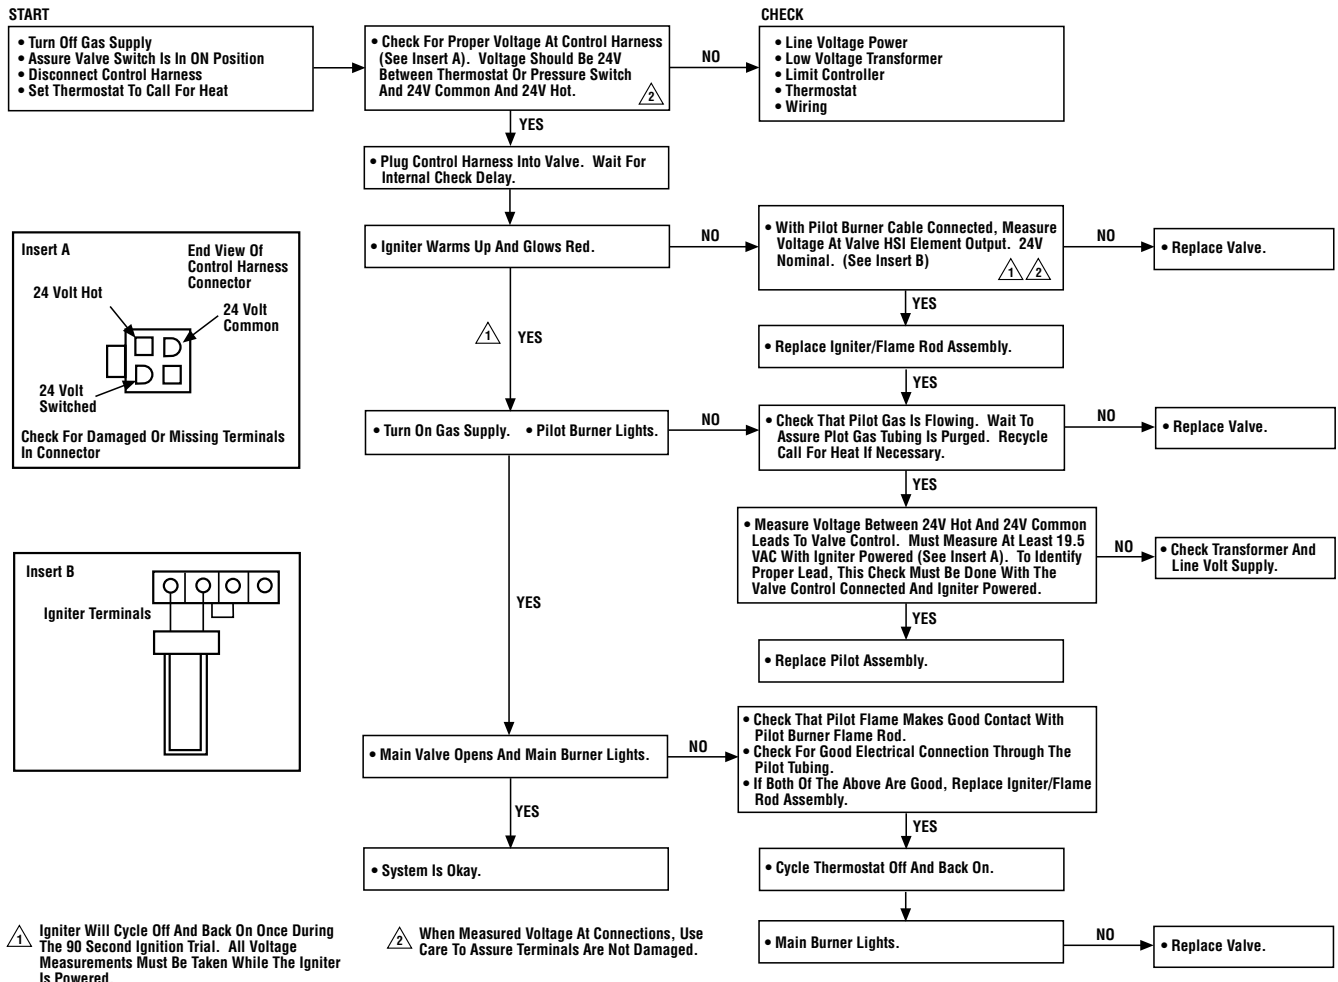 START
• Turn Off Gas Supply
• Assure Valve Switch Is In ON Position
• Disconnect Control Harness
• Set Thermostat To Call For Heat
• Check For Proper Voltage At Control Harness
(See Insert A). Voltage Should Be 24V
Between Thermostat Or Pressure Switch
And 24V Common And 24V Hot.
2
NO
CHECK
• Line Voltage Power
• Low Voltage Transformer
• Limit Controller
• Thermostat
• Wiring
YES
• Plug Control Harness Into Valve. Wait For
Internal Check Delay.
• Igniter Warms Up And Glows Red.
NO
• With Pilot Burner Cable Connected, Measure
Voltage At Valve HSI Element Output. 24V
Nominal. (See Insert B)
1 2
NO
• Replace Valve.
YES
• Replace Igniter/Flame Rod Assembly.
YES
1
YES
• Turn On Gas Supply. • Pilot Burner Lights.
NO
• Check That Pilot Gas Is Flowing. Wait To
Assure Plot Gas Tubing Is Purged. Recycle
Call For Heat If Necessary.
NO
• Replace Valve.
YES
• Measure Voltage Between 24V Hot And 24V Common
Leads To Valve Control. Must Measure At Least 19.5
VAC With Igniter Powered (See Insert A). To Identify
Proper Lead, This Check Must Be Done With The
Valve Control Connected And Igniter Powered.
NO
• Check Transformer And
Line Volt Supply.
YES
• Replace Pilot Assembly.
YES
• Main Valve Opens And Main Burner Lights.
NO
• Check That Pilot Flame Makes Good Contact With
Pilot Burner Flame Rod.
• Check For Good Electrical Connection Through The
Pilot Tubing.
• If Both Of The Above Are Good, Replace Igniter/Flame
Rod Assembly.
YES
• System Is Okay.
YES
• Cycle Thermostat Off And Back On.
• Main Burner Lights.
NO
• Replace Valve.
Insert A
End View Of
Control Harness
Connector
24 Volt Hot
24 Volt
Common
24 Volt
Switched
Check For Damaged Or Missing Terminals
In Connector
Insert B
Igniter Terminals
1 Igniter Will Cycle Off And Back On Once During
The 90 Second Ignition Trial. All Voltage
Measurements Must Be Taken While The Igniter
Is Powered
2 When Measured Voltage At Connections, Use
Care To Assure Terminals Are Not Damaged.